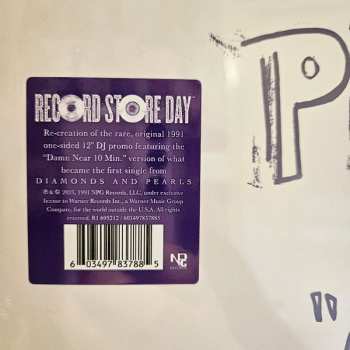 RECORD STORE DAY
Re-creation of the rare, original 1991
one-sided 12" DJ promo featuring the
"Damn Near 10 Min." version of what
became the first single from
DIAMONDS AND PEARLS
℗ & © 2025, 1991 NPG Records, LLC, under exclusive
license to Warner Records Inc., a Warner Music Group
Company, for the world outside the U.S.A. All rights
reserved. R1 695212 / 603497837885
NPG
6 03497 83788 5
P